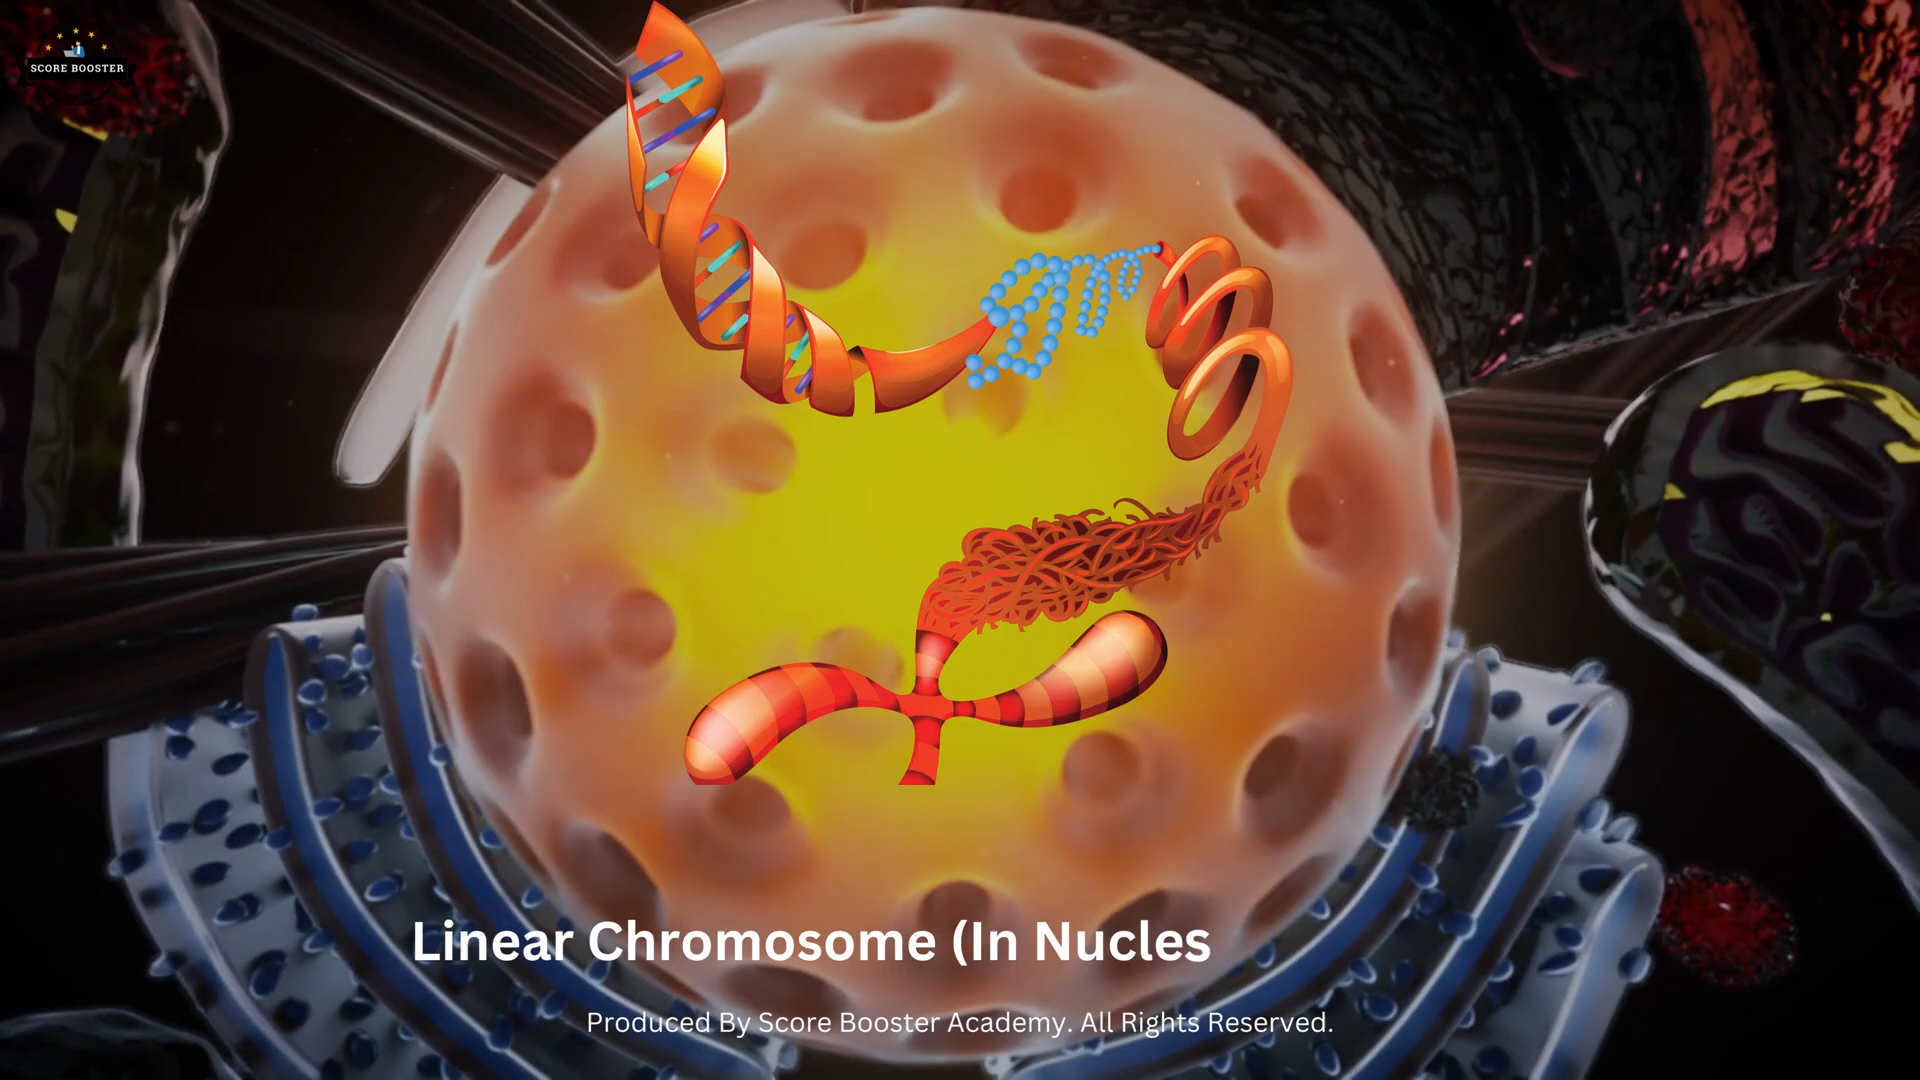 SCORE BOOSTER
Linear Chromosome (In Nucles
Produced By Score Booster Academy. All Rights Reserved.